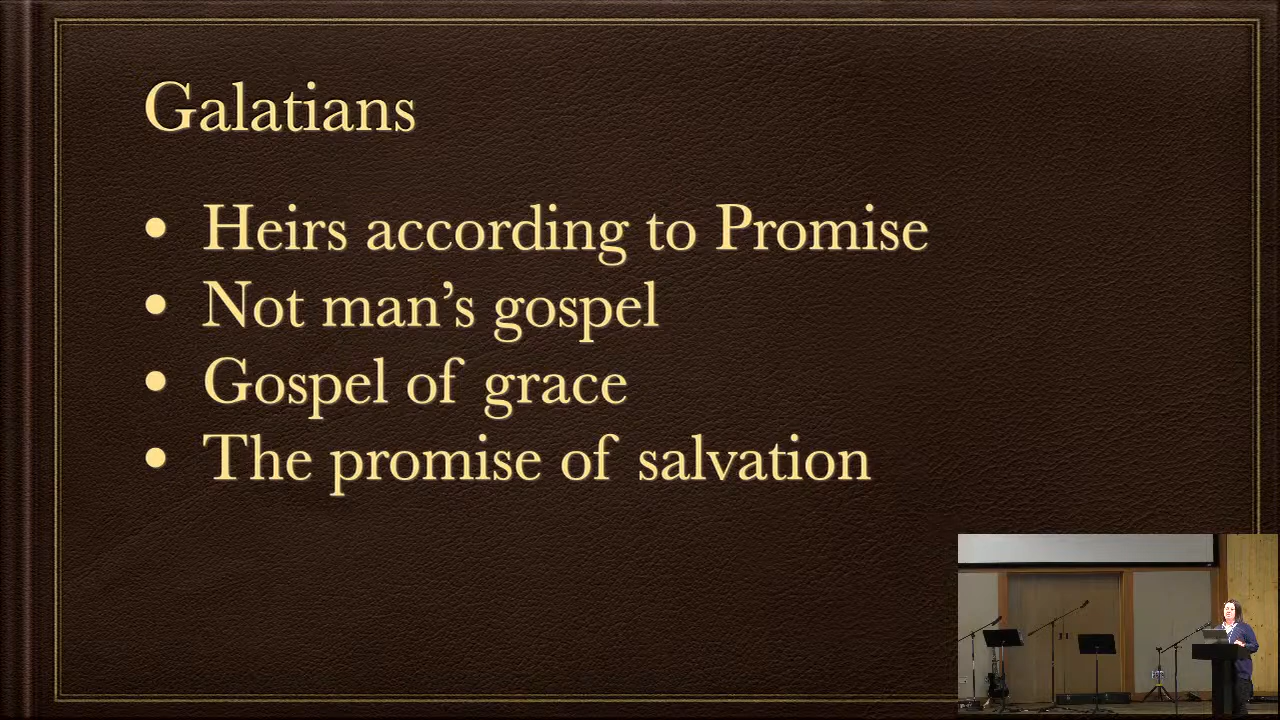 Galatians
• Heirs according to Promise
• Not man’s gospel
• Gospel of grace
• The promise of salvation